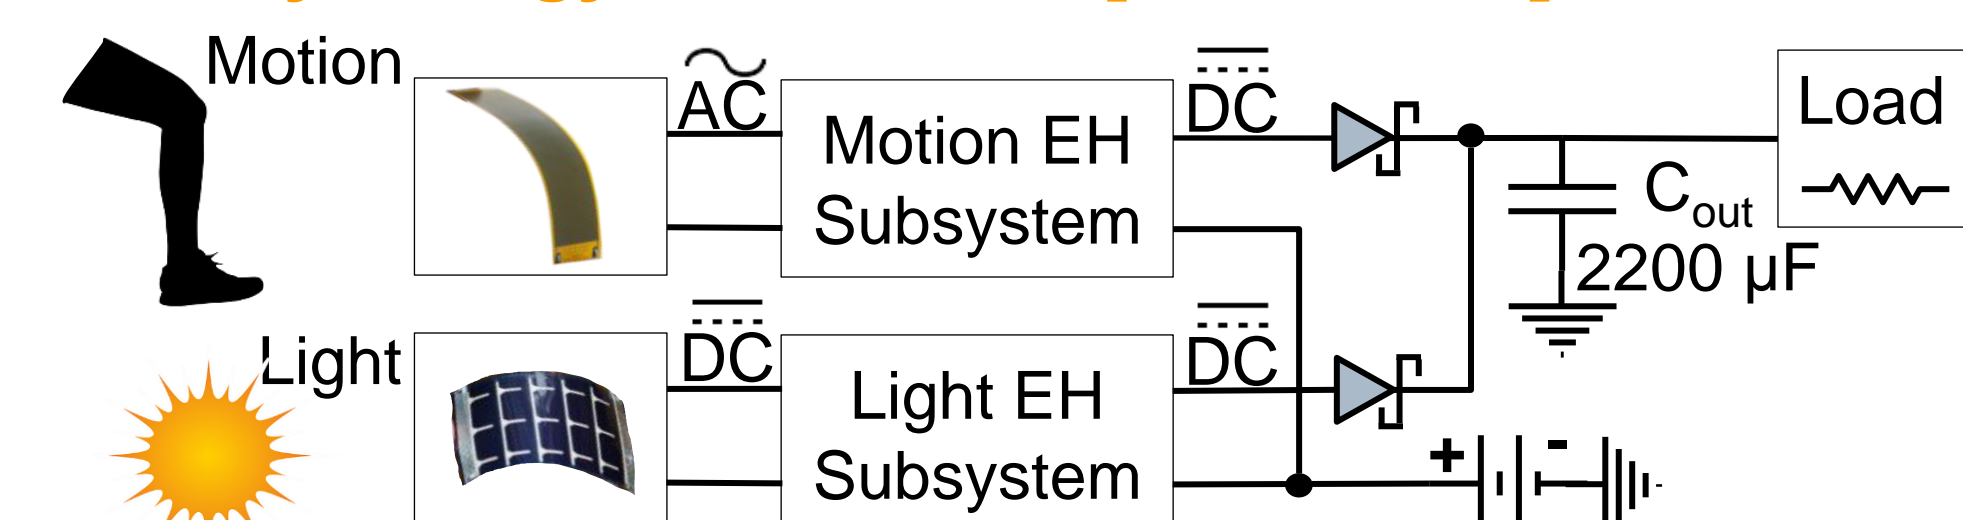 Motion
AC
Motion EH
Subsystem
DC
Load
Cout
2200 µF
Light
DC
Light EH
Subsystem
DC
+
-